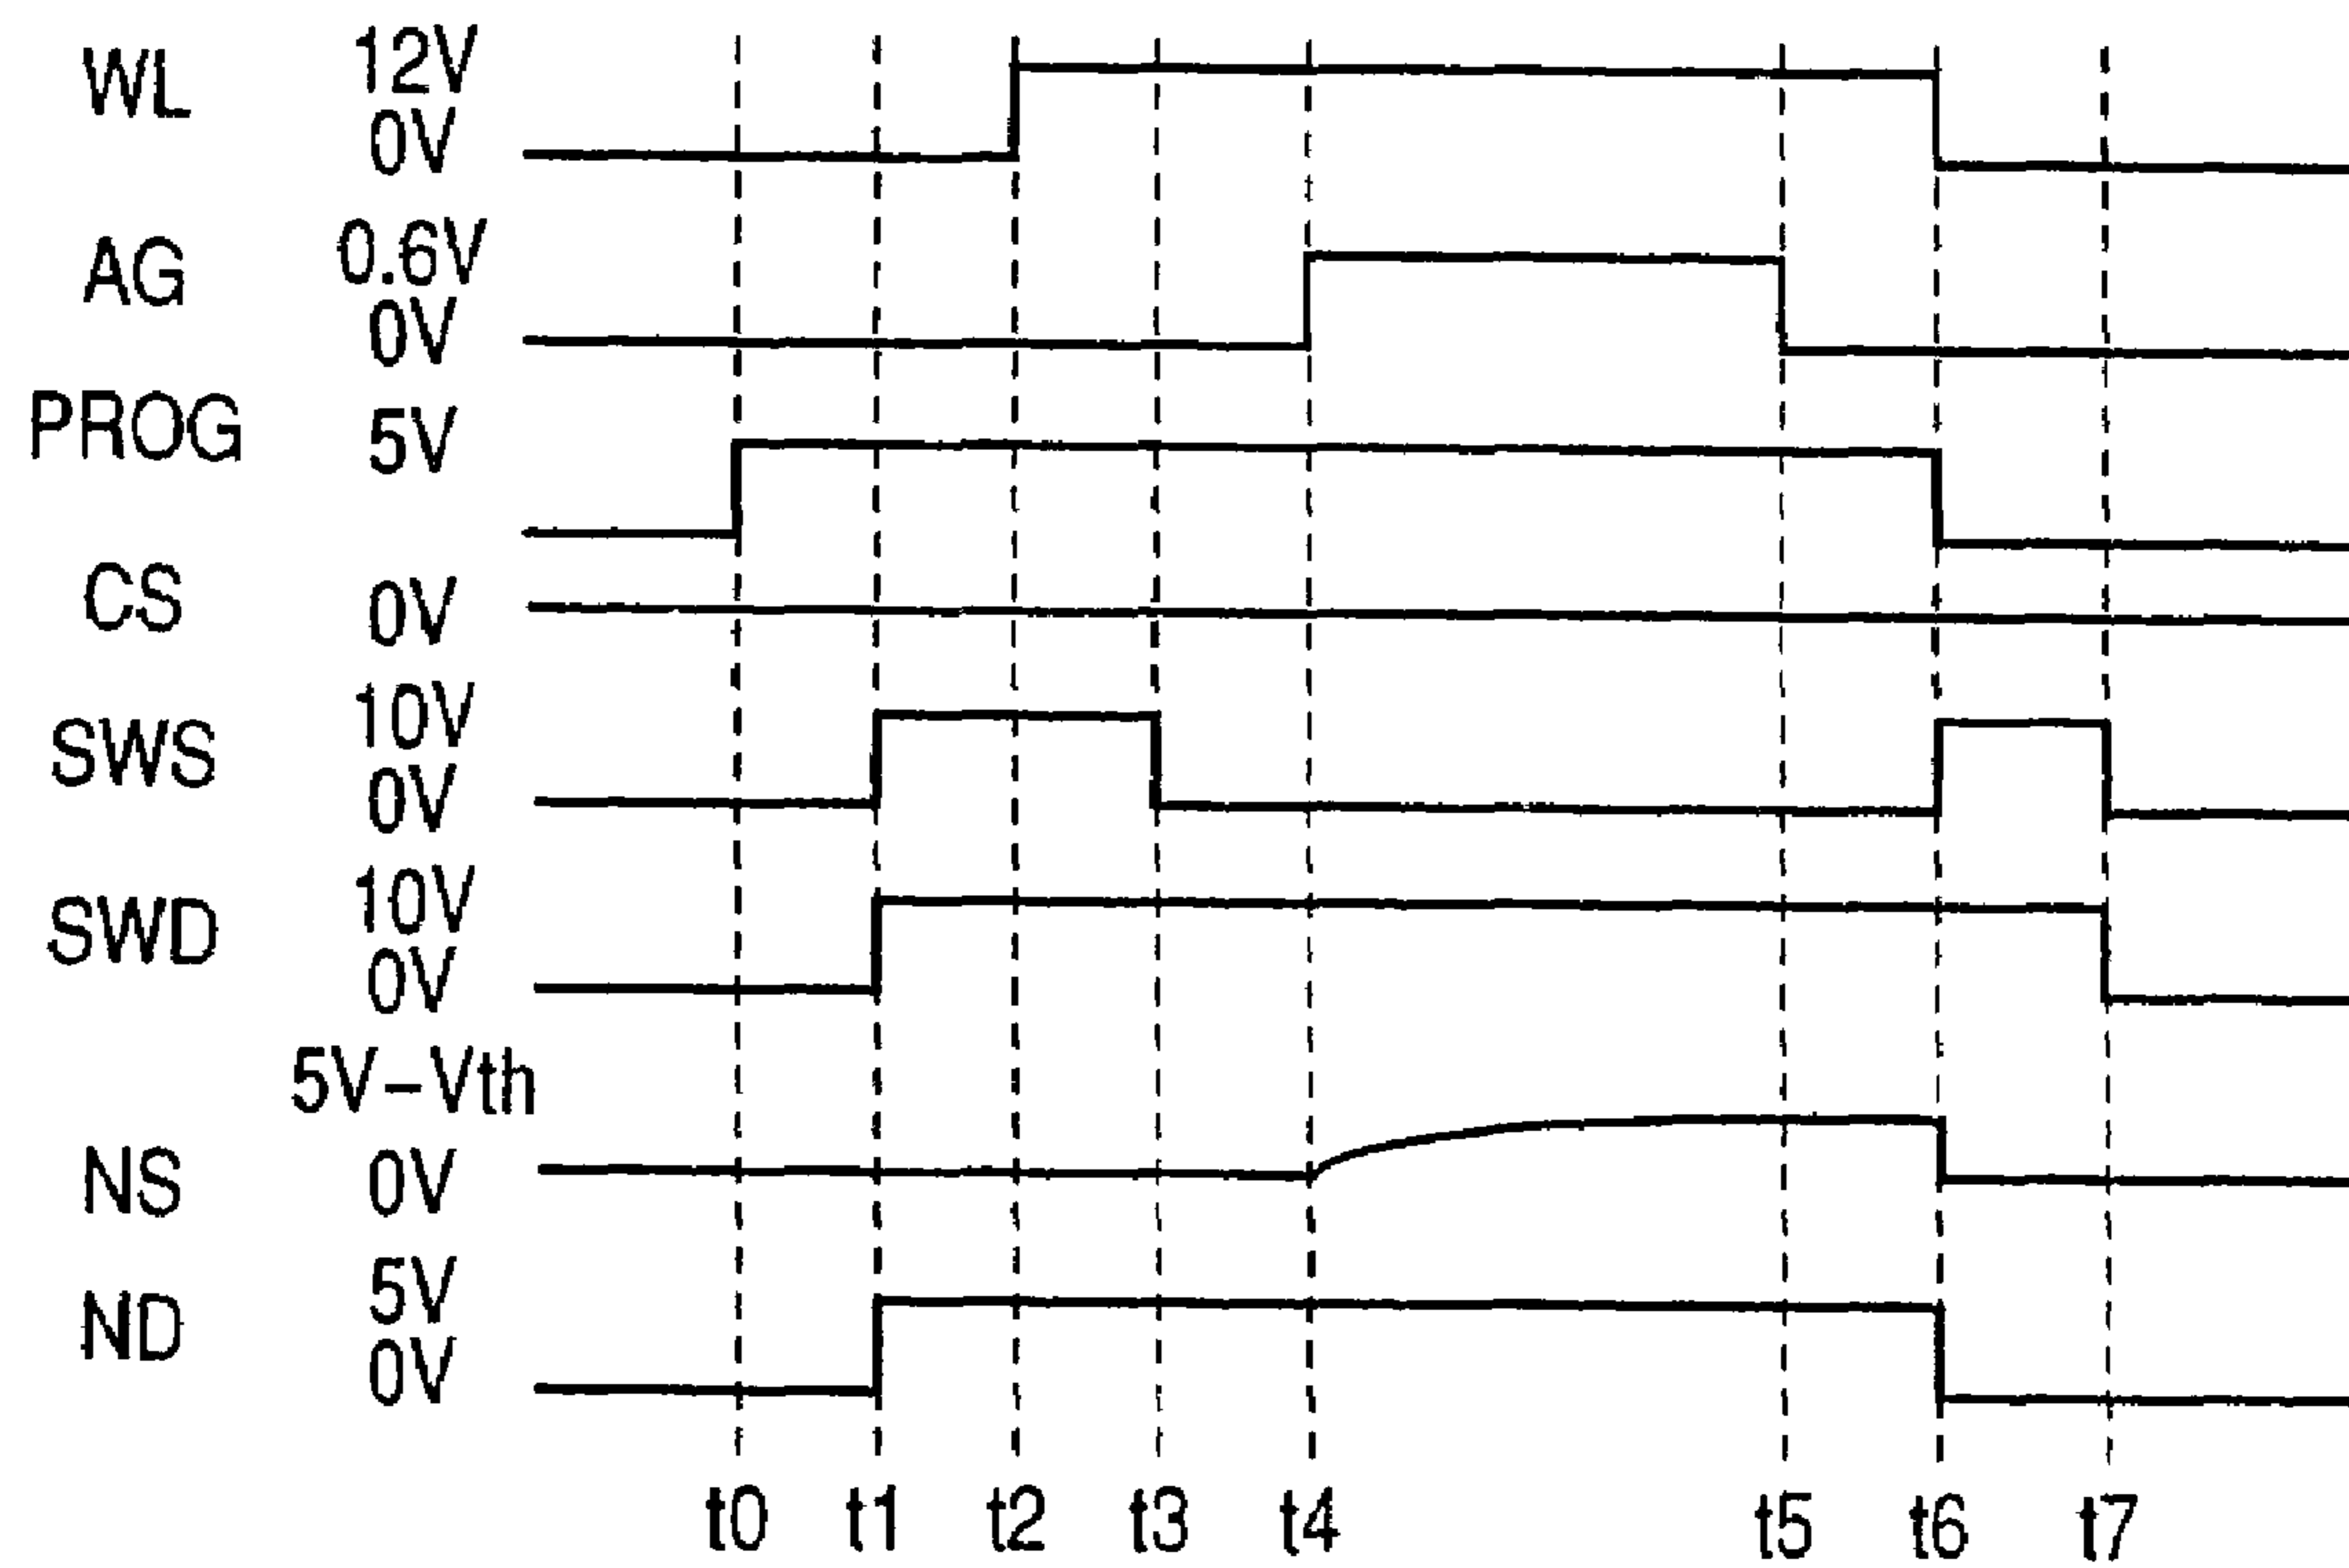 WL 12V
0V
AG 0.6V
0V
PROG 5V
CS 0V
SWS 10V
0V
SWD 10V
0V
5V-Vth
NS 0V
ND 5V
0V
t0 t1 t2 t3 t4 t5 t6 t7